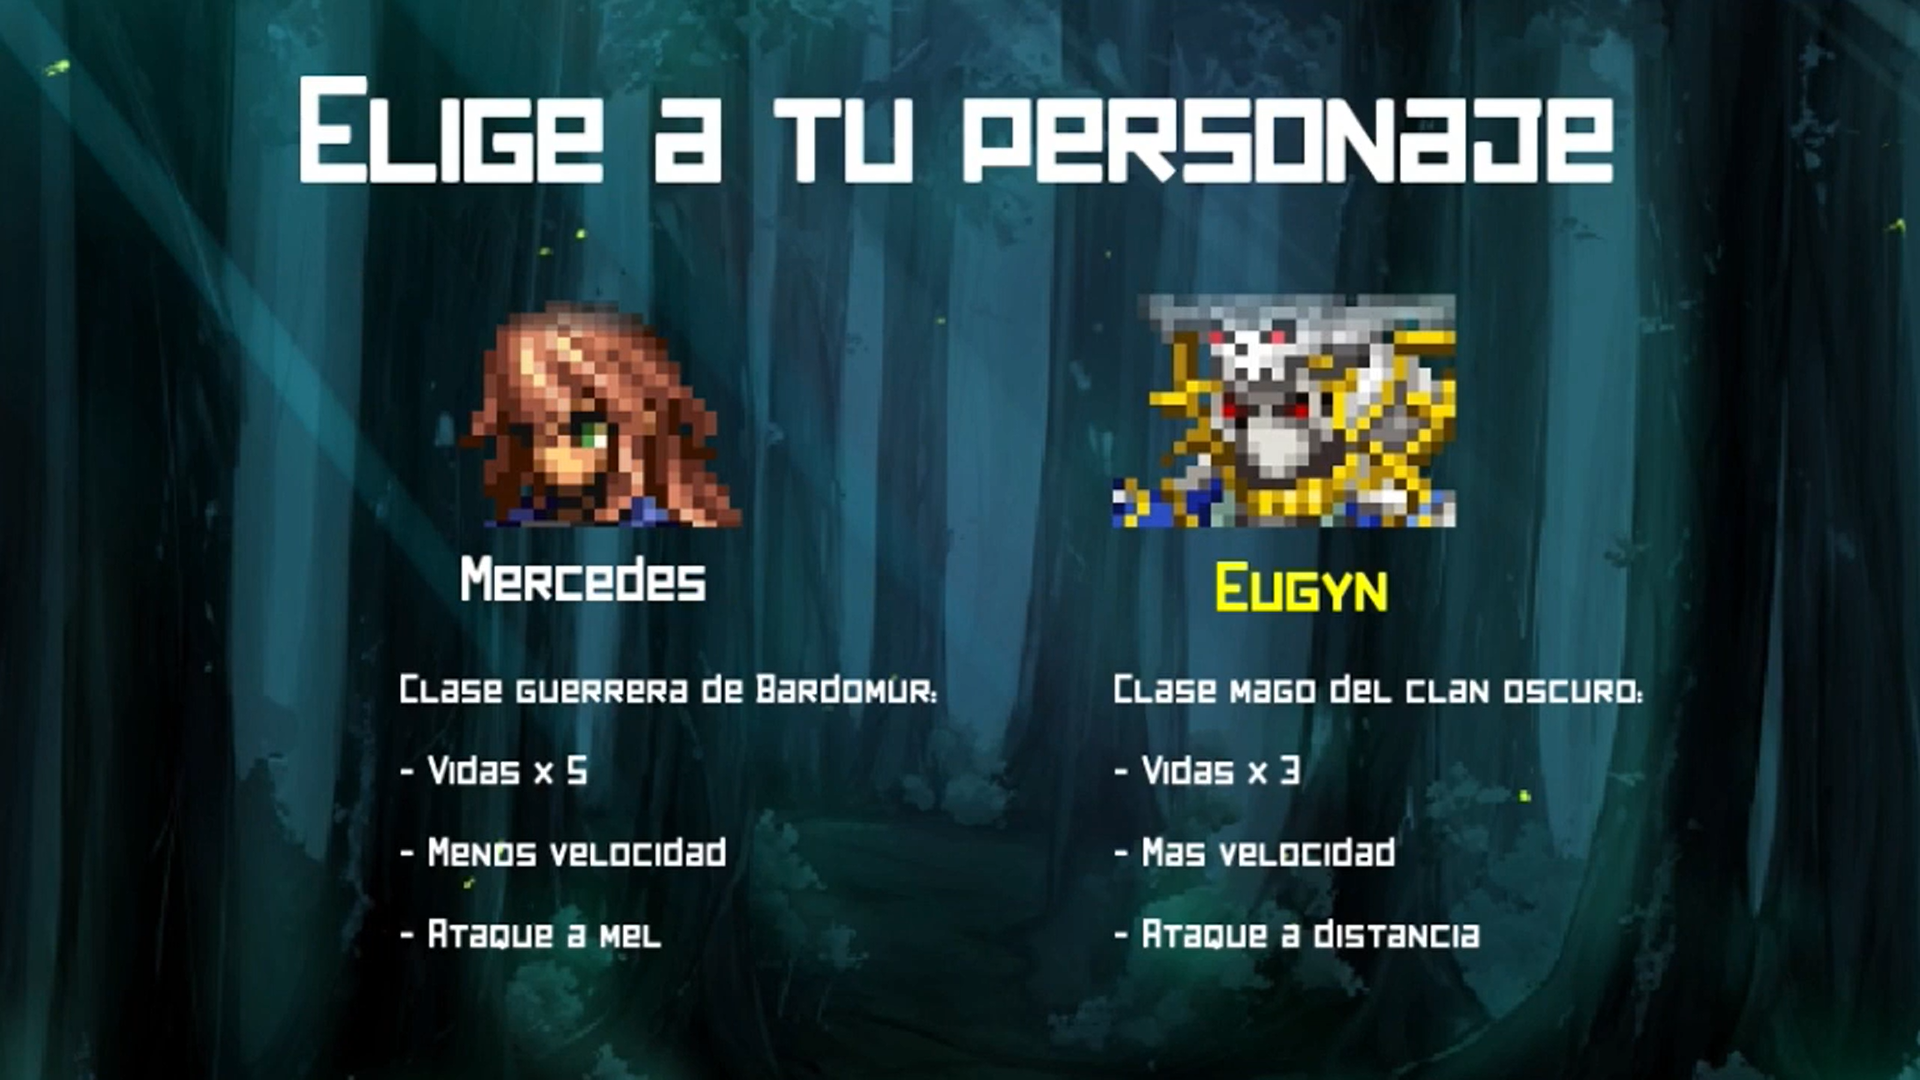 Elige a tu personaje
Mercedes
Clase guerrera de Bardomur:
- Vidas x 5
- Menos velocidad
- Ataque a mel
Eugyn
Clase mago del clan oscuro:
- Vidas x 3
- Mas velocidad
- Ataque a distancia